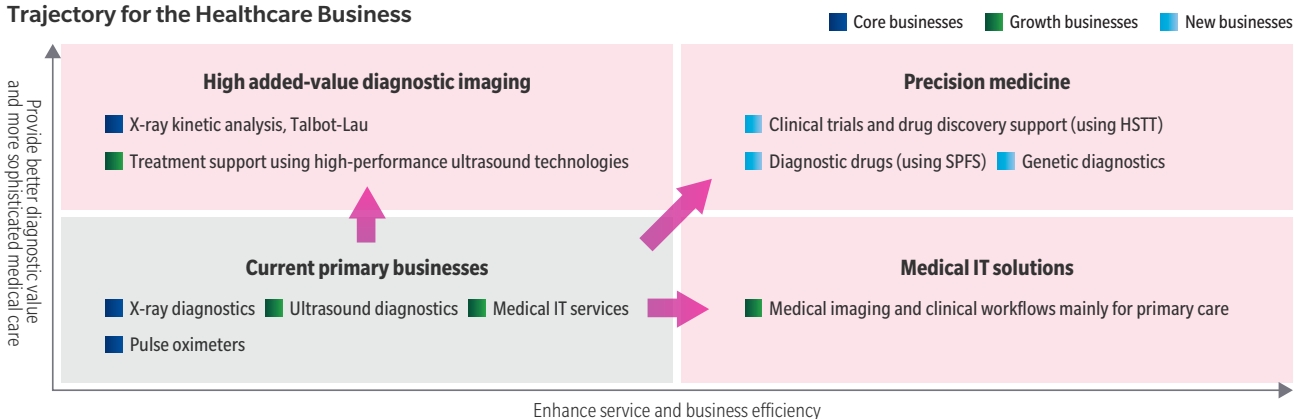 Trajectory for the Healthcare Business
Core businesses
Growth businesses
New businesses
Provide better diagnostic value
and more sophisticated medical care
High added-value diagnostic imaging
X-ray kinetic analysis, Talbot-Lau
Treatment support using high-performance ultrasound technologies
Precision medicine
Clinical trials and drug discovery support (using HSTT)
Diagnostic drugs (using SPFS) Genetic diagnostics
Current primary businesses
X-ray diagnostics Ultrasound diagnostics Medical IT services
Pulse oximeters
Medical IT solutions
Medical imaging and clinical workflows mainly for primary care
Enhance service and business efficiency